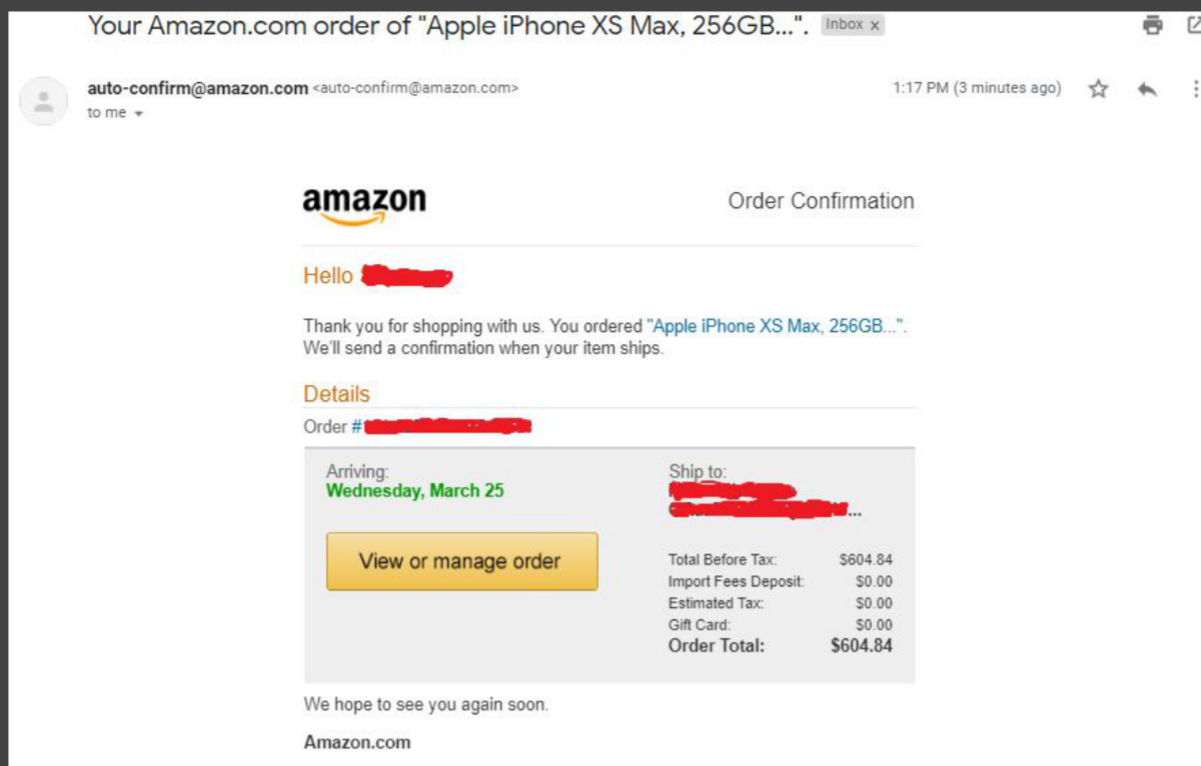 Your Amazon.com order of "Apple iPhone XS Max, 256GB...". Inbox x
auto-confirm@amazon.com <auto-confirm@amazon.com> 1:17 PM (3 minutes ago)
to me
amazon Order Confirmation
Hello
Thank you for shopping with us. You ordered "Apple iPhone XS Max, 256GB...".
We'll send a confirmation when your item ships.
Details
Order #
Arriving:
Wednesday, March 25
View or manage order
Ship to:
...
Total Before Tax: $604.84
Import Fees Deposit: $0.00
Estimated Tax: $0.00
Gift Card: $0.00
Order Total: $604.84
We hope to see you again soon.
Amazon.com